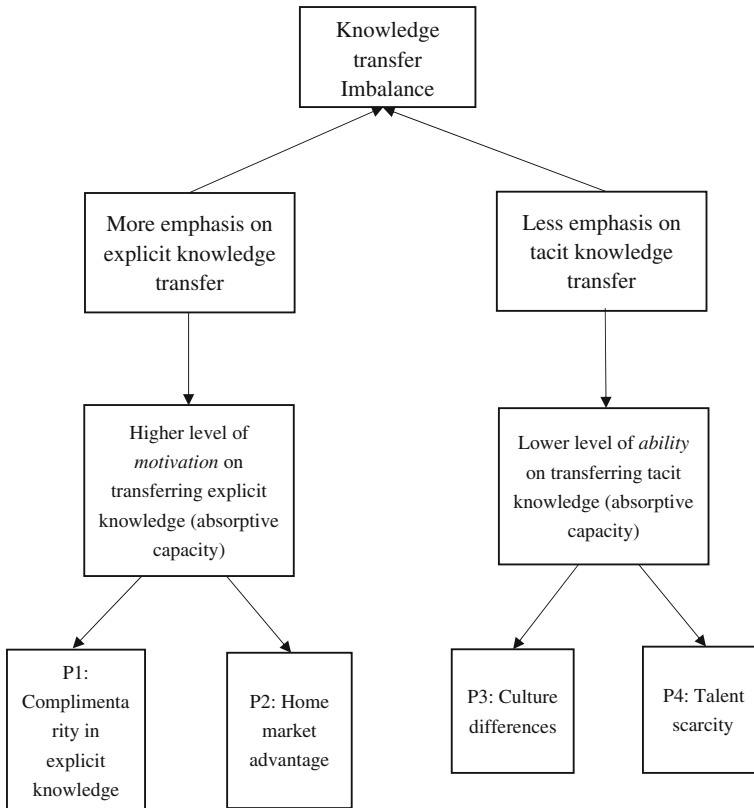 Knowledge
transfer
Imbalance
More emphasis on
explicit knowledge
transfer
Less emphasis on
tacit knowledge
transfer
Higher level of
motivation on
transferring explicit
knowledge (absorptive
capacity)
Lower level of ability
on transferring tacit
knowledge (absorptive
capacity)
P1:
Complimenta
rity in
explicit
knowledge
P2: Home
market
advantage
P3: Culture
differences
P4: Talent
scarcity